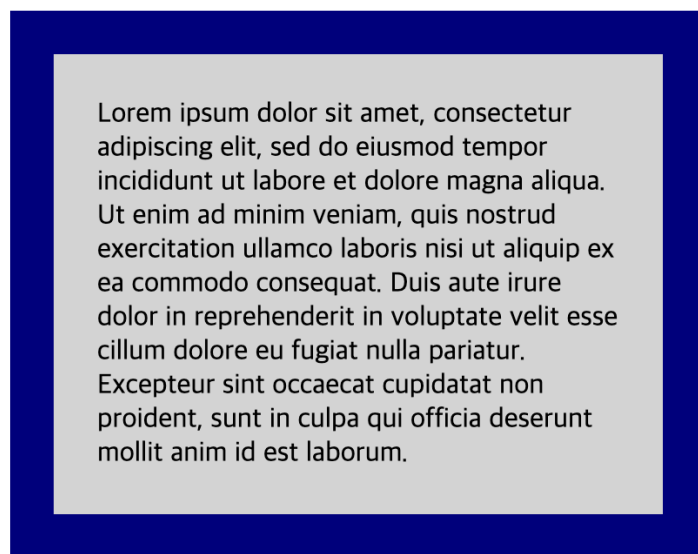 Lorem ipsum dolor sit amet, consectetur
adipiscing elit, sed do eiusmod tempor
incididunt ut labore et dolore magna aliqua.
Ut enim ad minim veniam, quis nostrud
exercitation ullamco laboris nisi ut aliquip ex
ea commodo consequat. Duis aute irure
dolor in reprehenderit in voluptate velit esse
cillum dolore eu fugiat nulla pariatur.
Excepteur sint occaecat cupidatat non
proident, sunt in culpa qui officia deserunt
mollit anim id est laborum.